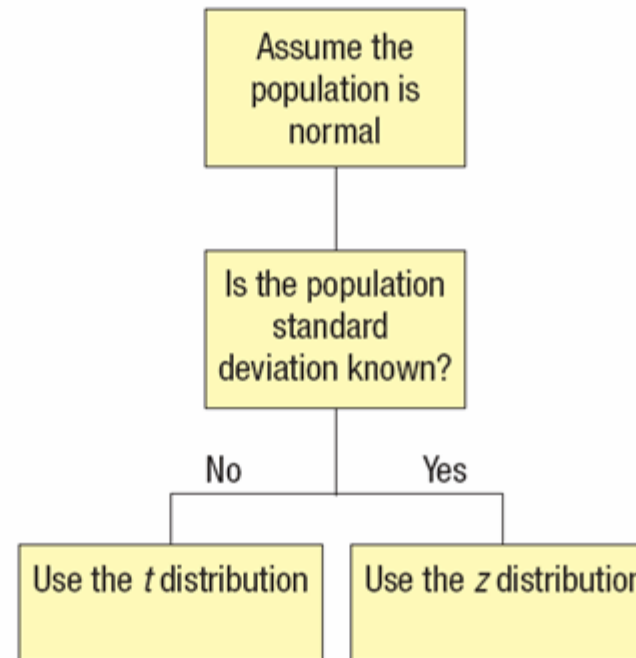 Assume the
population is
normal
Is the population
standard
deviation known?
No Yes
Use the t distribution
Use the z distribution